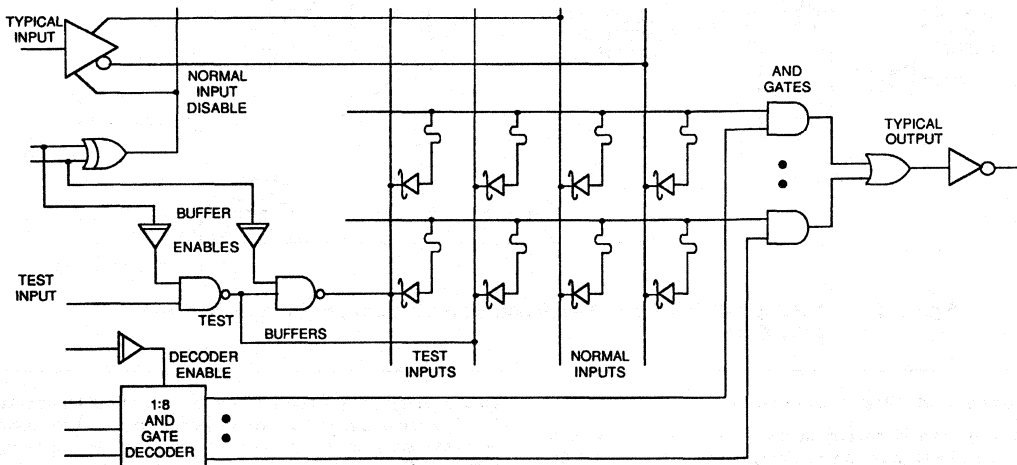 TYPICAL
INPUT
NORMAL
INPUT
DISABLE
AND
GATES
TYPICAL
OUTPUT
BUFFER
ENABLES
TEST
INPUT
TEST
BUFFERS
TEST
INPUTS
NORMAL
INPUTS
DECODER
ENABLE
1:8
AND
GATE
DECODER